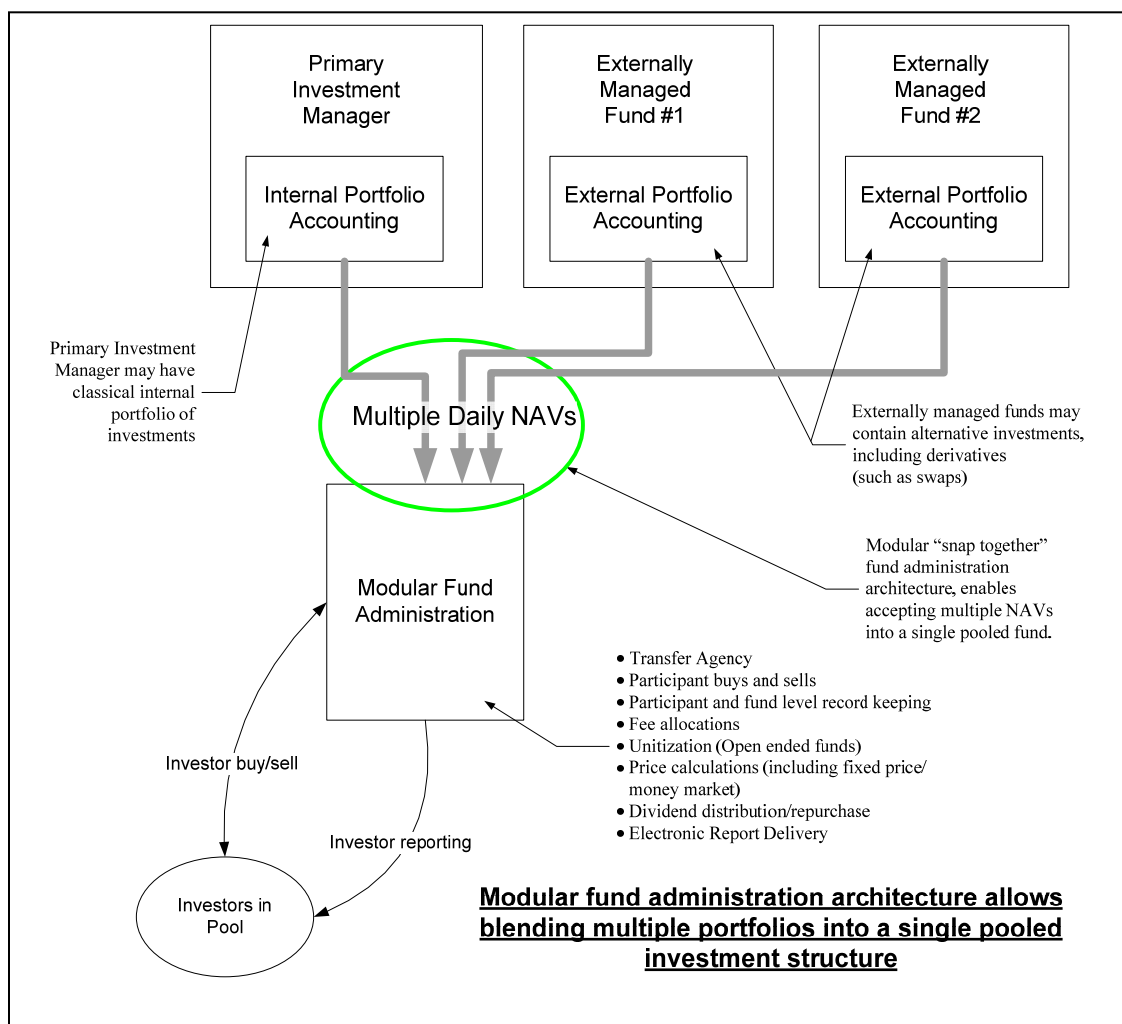 Primary
Investment
Manager
Internal Portfolio
Accounting
Externally
Managed
Fund #1
External Portfolio
Accounting
Externally
Managed
Fund #2
External Portfolio
Accounting
Primary Investment
Manager may have
classical internal
portfolio of
investments
Multiple Daily NAVs
Externally managed funds may
contain alternative investments,
including derivatives
(such as swaps)
Modular “snap together”
fund administration
architecture, enables
accepting multiple NAVs
into a single pooled fund.
Modular Fund
Administration
• Transfer Agency
• Participant buys and sells
• Participant and fund level record keeping
• Fee allocations
• Unitization (Open ended funds)
• Price calculations (including fixed price/
money market)
• Dividend distribution/repurchase
• Electronic Report Delivery
Investor buy/sell
Investor reporting
Investors in
Pool
Modular fund administration architecture allows
blending multiple portfolios into a single pooled
investment structure